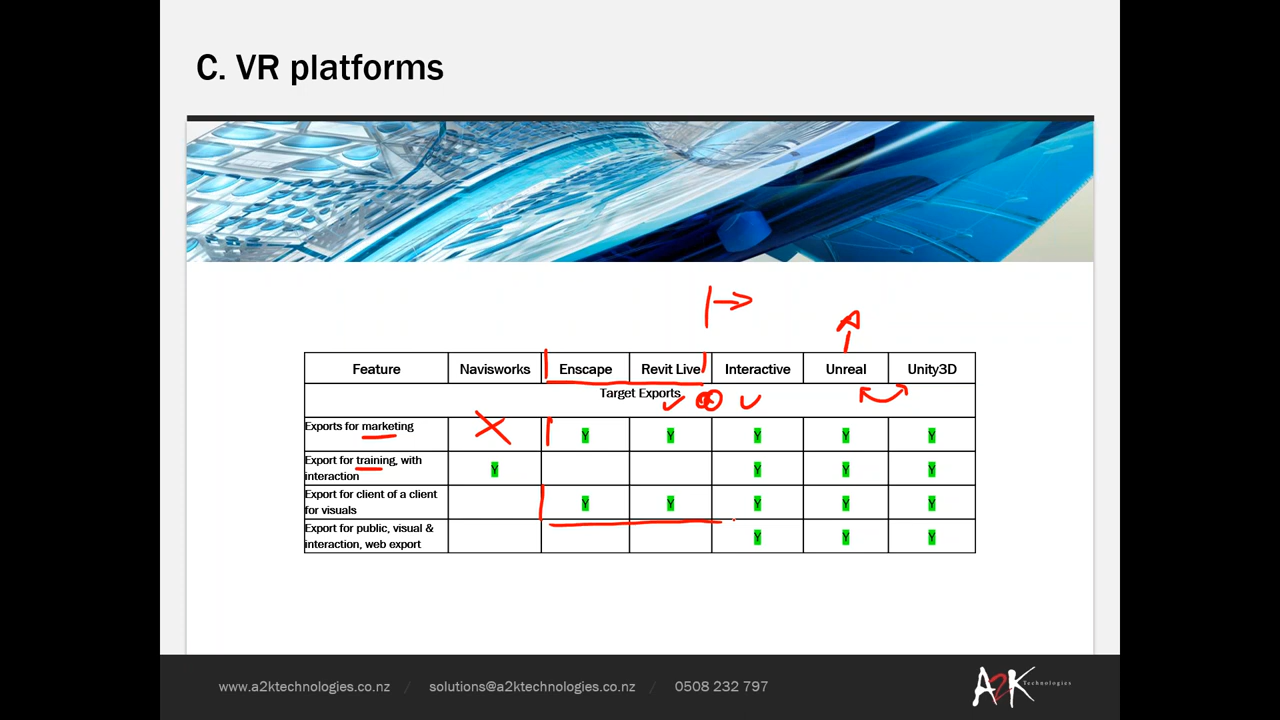 C. VR platforms
Feature Navisworks Enscape Revit Live Interactive Unreal Unity3D
Target Exports
Exports for marketing Y Y Y Y Y
Export for training, with
interaction Y Y Y Y
Export for client of a client
for visuals Y Y Y Y Y
Export for public, visual &
interaction, web export Y Y Y
www.a2ktechnologies.co.nz / solutions@a2ktechnologies.co.nz / 0508 232 797
A2K Technologies